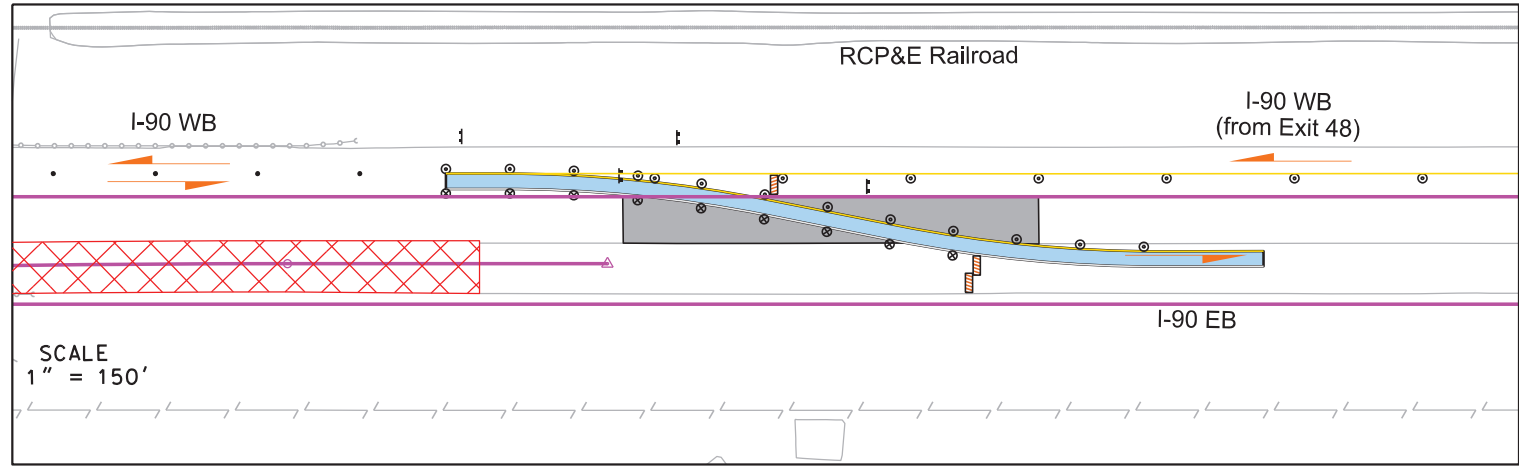 RCP&E Railroad
I-90 WB
I-90 WB
(from Exit 48)
I-90 EB
SCALE
1" = 150'